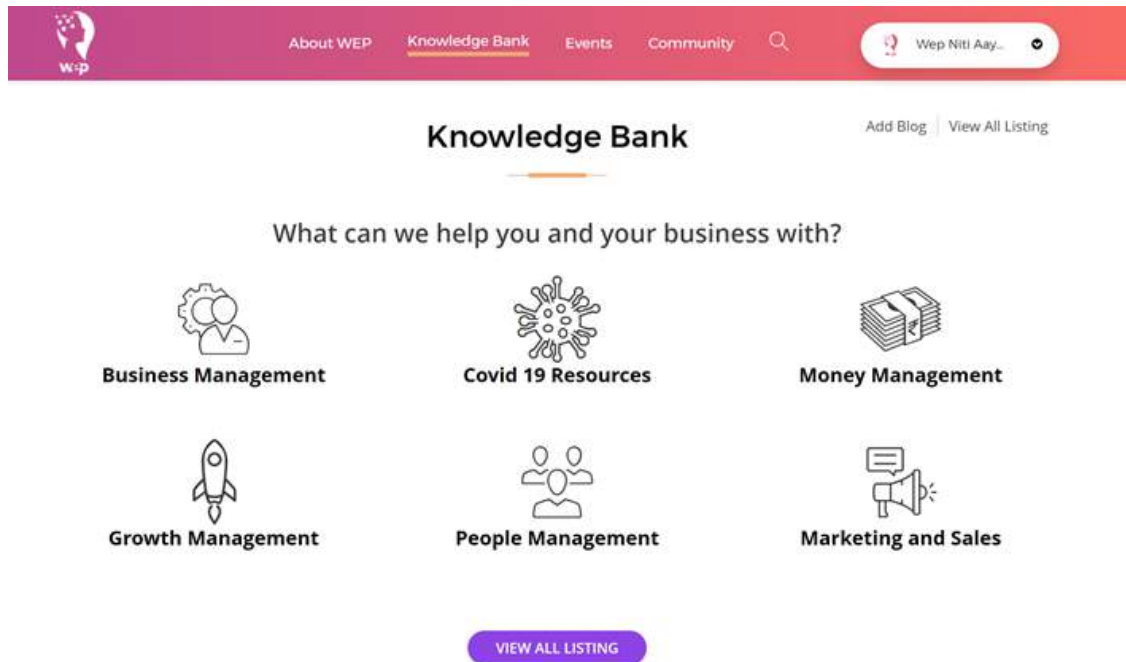 About WEP Knowledge Bank Events Community Wep Niti Aay...
W:P
Knowledge Bank
Add Blog View All Listing
What can we help you and your business with?
Business Management Covid 19 Resources Money Management
Growth Management People Management Marketing and Sales
VIEW ALL LISTING